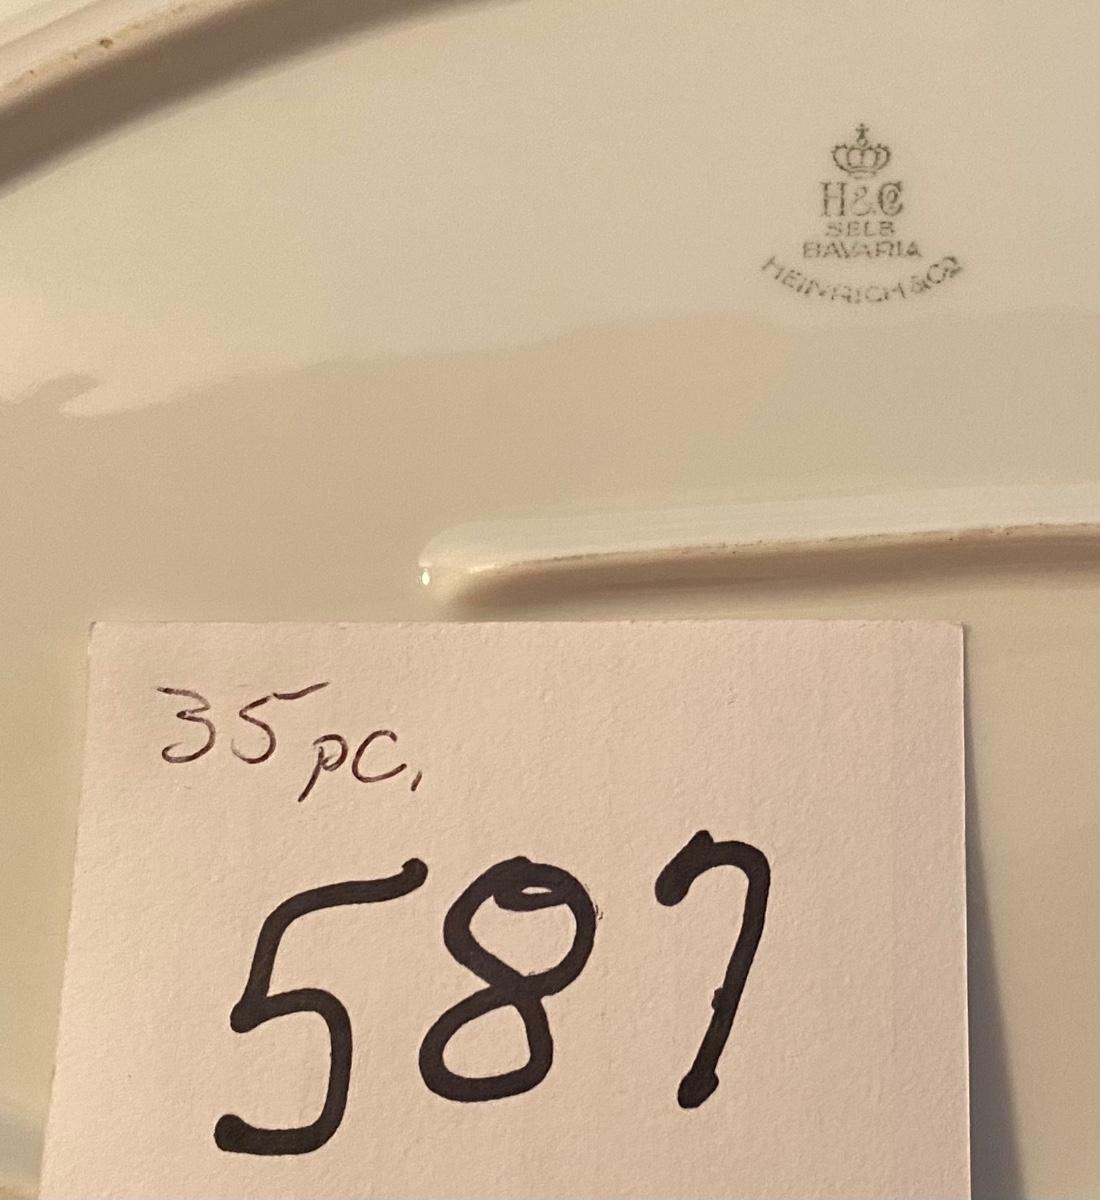 H&C
SELB
BAVARIA
HEINRICH & Co
35 pc.
587